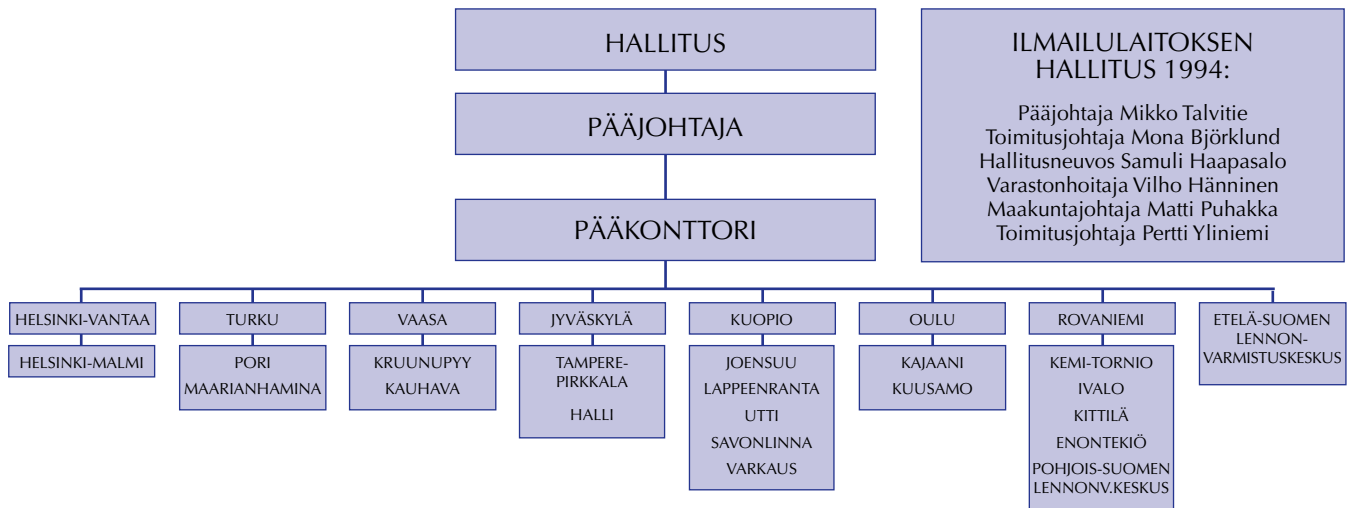 HALLITUS
PÄÄJOHTAJA
PÄÄKONTTORI
ILMAILULAITOKSEN
HALLITUS 1994:
Pääjohtaja Mikko Talvitie
Toimitusjohtaja Mona Björklund
Hallitusneuvos Samuli Haapasalo
Varastonhoitaja Vilho Hänninen
Maakuntajohtaja Matti Puhakka
Toimitusjohtaja Pertti Yliniemi
HELSINKI-VANTAA
HELSINKI-MALMI
TURKU
PORI
MAARIANHAMINA
VAASA
KRUUNUPYY
KAUHAVA
JYVÄSKYLÄ
TAMPERE-
PIRKKALA
HALLI
KUOPIO
JOENSUU
LAPPEENRANTA
UTTI
SAVONLINNA
VARKAUS
OULU
KAJAANI
KUUSAMO
ROVANIEMI
KEMI-TORNIO
IVALO
KITTILÄ
ENONTEKIÖ
POHJOIS-SUOMEN
LENNONV.KESKUS
ETELÄ-SUOMEN
LENNON-
VARMISTUSKESKUS